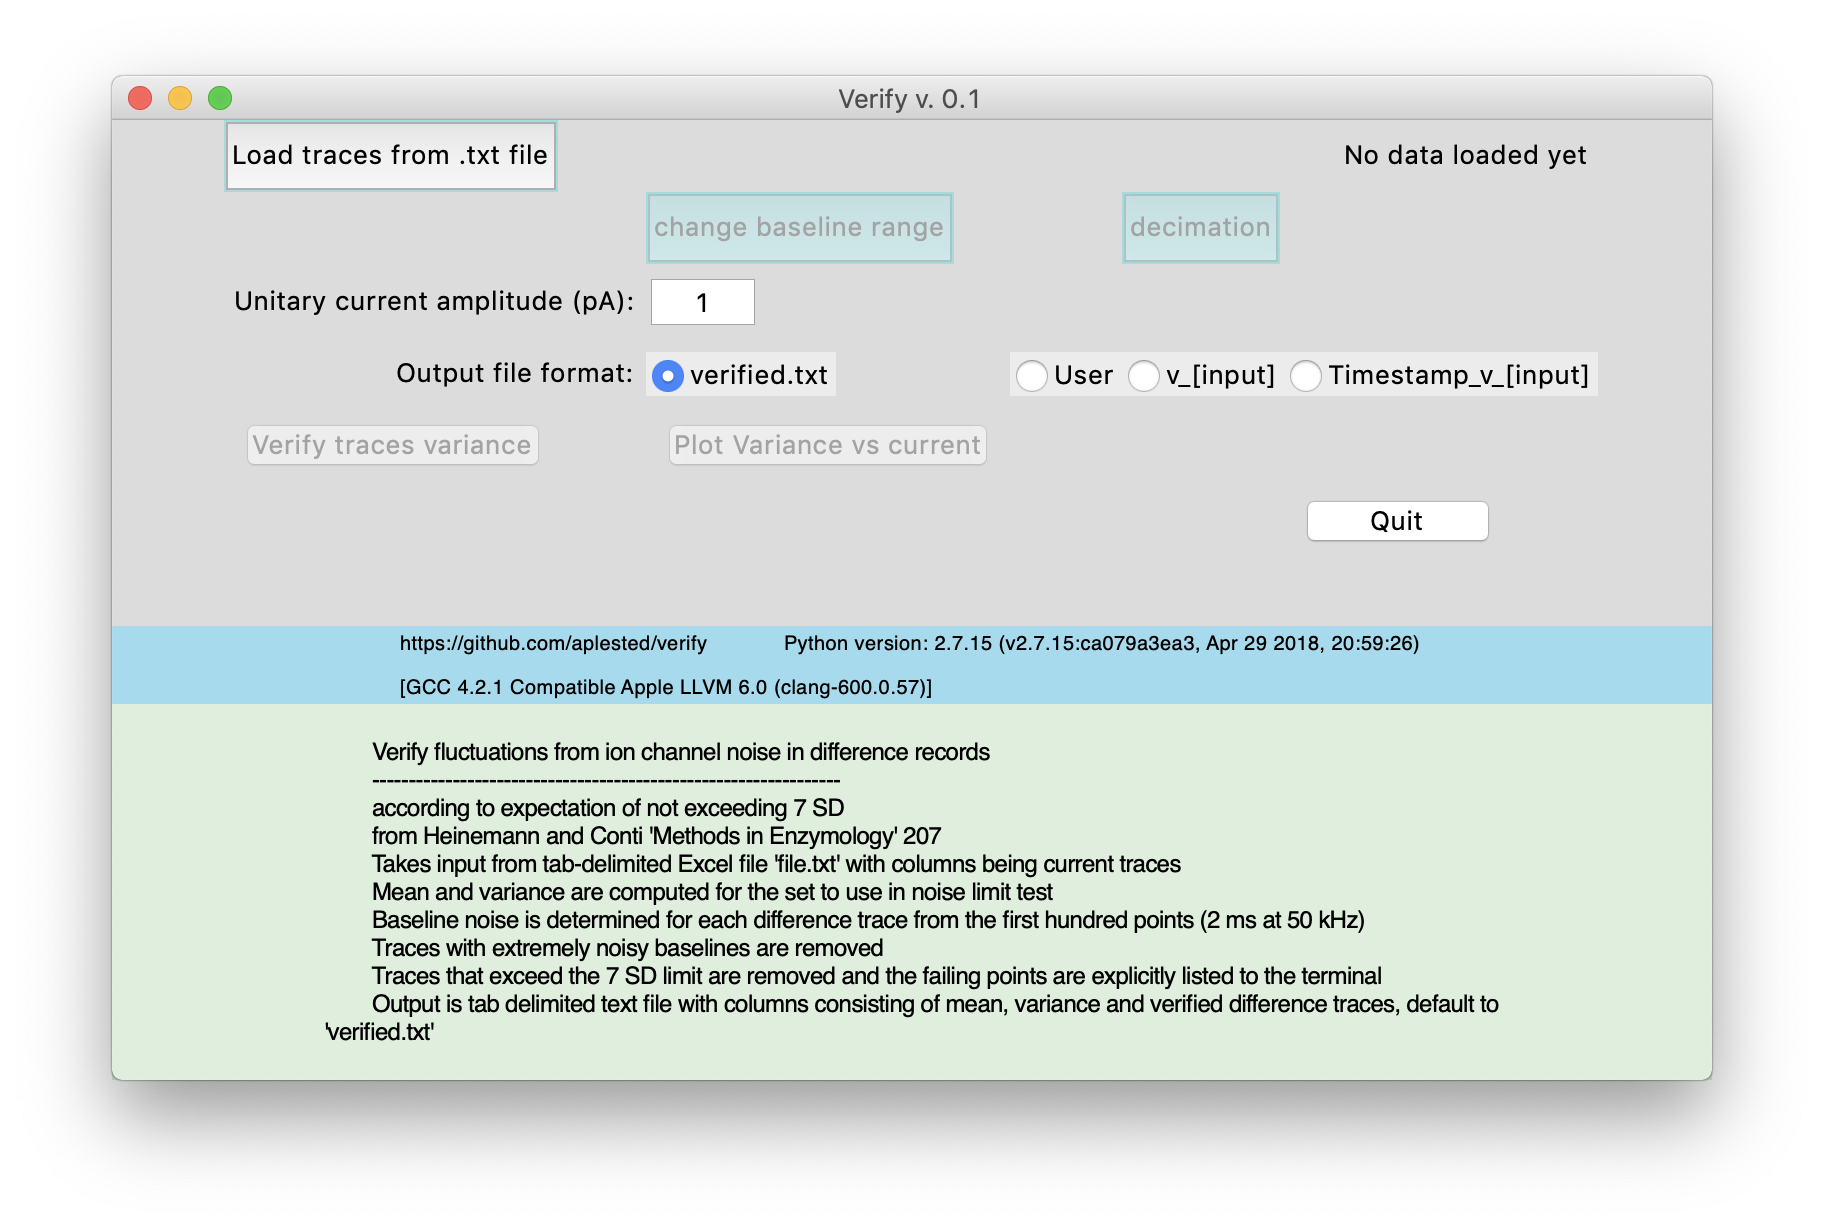 Verify v. 0.1
Load traces from .txt file
No data loaded yet
change baseline range
decimation
Unitary current amplitude (pA):
1
Output file format:
verified.txt
User
v_[input]
Timestamp_v_[input]
Verify traces variance
Plot Variance vs current
Quit
https://github.com/aplested/verify
Python version: 2.7.15 (v2.7.15:ca079a3ea3, Apr 29 2018, 20:59:26)
[GCC 4.2.1 Compatible Apple LLVM 6.0 (clang-600.0.57)]
Verify fluctuations from ion channel noise in difference records
----------------------------------------------------------------
according to expectation of not exceeding 7 SD
from Heinemann and Conti 'Methods in Enzymology' 207
Takes input from tab-delimited Excel file 'file.txt' with columns being current traces
Mean and variance are computed for the set to use in noise limit test
Baseline noise is determined for each difference trace from the first hundred points (2 ms at 50 kHz)
Traces with extremely noisy baselines are removed
Traces that exceed the 7 SD limit are removed and the failing points are explicitly listed to the terminal
Output is tab delimited text file with columns consisting of mean, variance and verified difference traces, default to
'verified.txt'